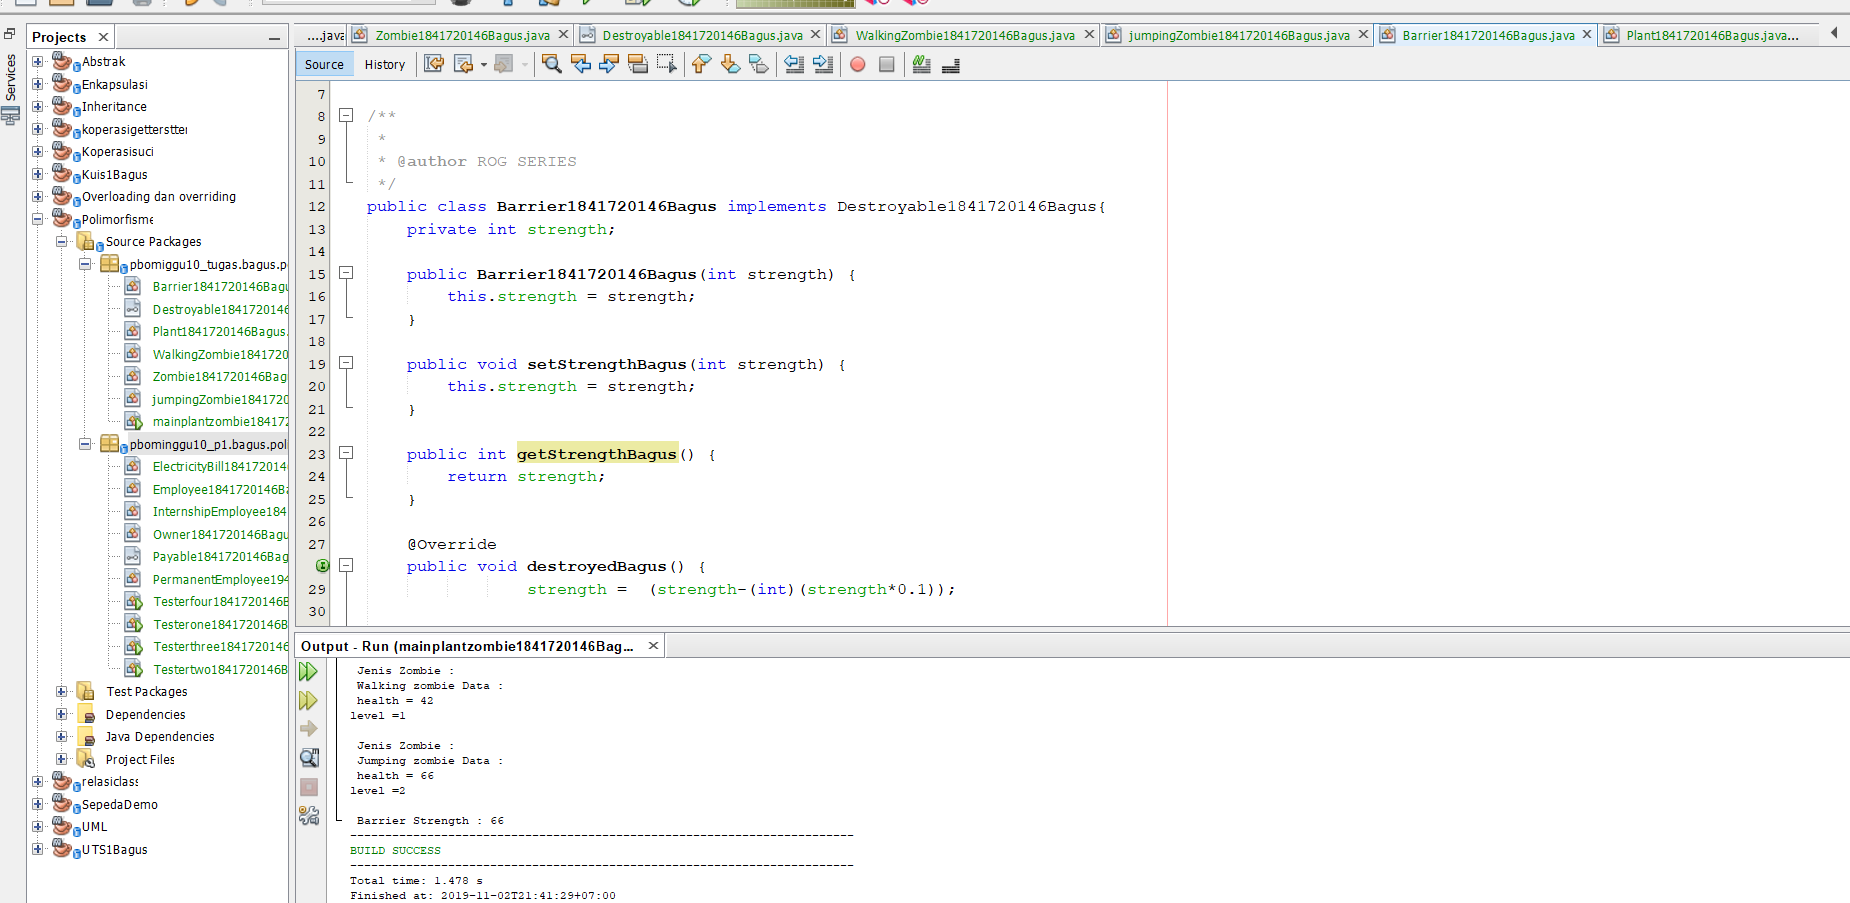 Services
Projects
Abstrak
Enkapsulasi
Inheritance
koperasigettersttei
Koperasisuci
Kuis1Bagus
Overloading dan overriding
Polimorfisme
Source Packages
pbomiggu10_tugas.bagus.p
Barrier1841720146Bagu
Destroyable1841720146
Plant1841720146Bagus.
WalkingZombie184172
Zombie1841720146Bag
jumpingZombie184172
mainplantzombie18417
pbominggu10_p1.bagus.pol
ElectricityBill184172014
Employee1841720146B
InternshipEmployee184
Owner1841720146Bagu
Payable1841720146Bag
PermanentEmployee194
Testerfour1841720146B
Testerone1841720146B
Testerthree1841720146
Testertwo1841720146B
Test Packages
Dependencies
Java Dependencies
Project Files
relasiclass
SepedaDemo
UML
UTS1Bagus
....java Zombie1841720146Bagus.java Destroyable1841720146Bagus.java WalkingZombie1841720146Bagus.java jumpingZombie1841720146Bagus.java Barrier1841720146Bagus.java Plant1841720146Bagus.java...
Source History
7
8 /**
9 *
10 * @author ROG SERIES
11 */
12 public class Barrier1841720146Bagus implements Destroyable1841720146Bagus{
13 private int strength;
14
15 public Barrier1841720146Bagus(int strength) {
16 this.strength = strength;
17 }
18
19 public void setStrengthBagus(int strength) {
20 this.strength = strength;
21 }
22
23 public int getStrengthBagus() {
24 return strength;
25 }
26
27 @Override
public void destroyedBagus() {
29 strength = (strength-(int)(strength*0.1));
30
Output - Run (mainplantzombie1841720146Bag...
Jenis Zombie :
Walking zombie Data :
health = 42
level =1
Jenis Zombie :
Jumping zombie Data :
health = 66
level =2
Barrier Strength : 66
------------------------------------------------------------------------
BUILD SUCCESS
------------------------------------------------------------------------
Total time: 1.478 s
Finished at: 2019-11-02T21:41:29+07:00